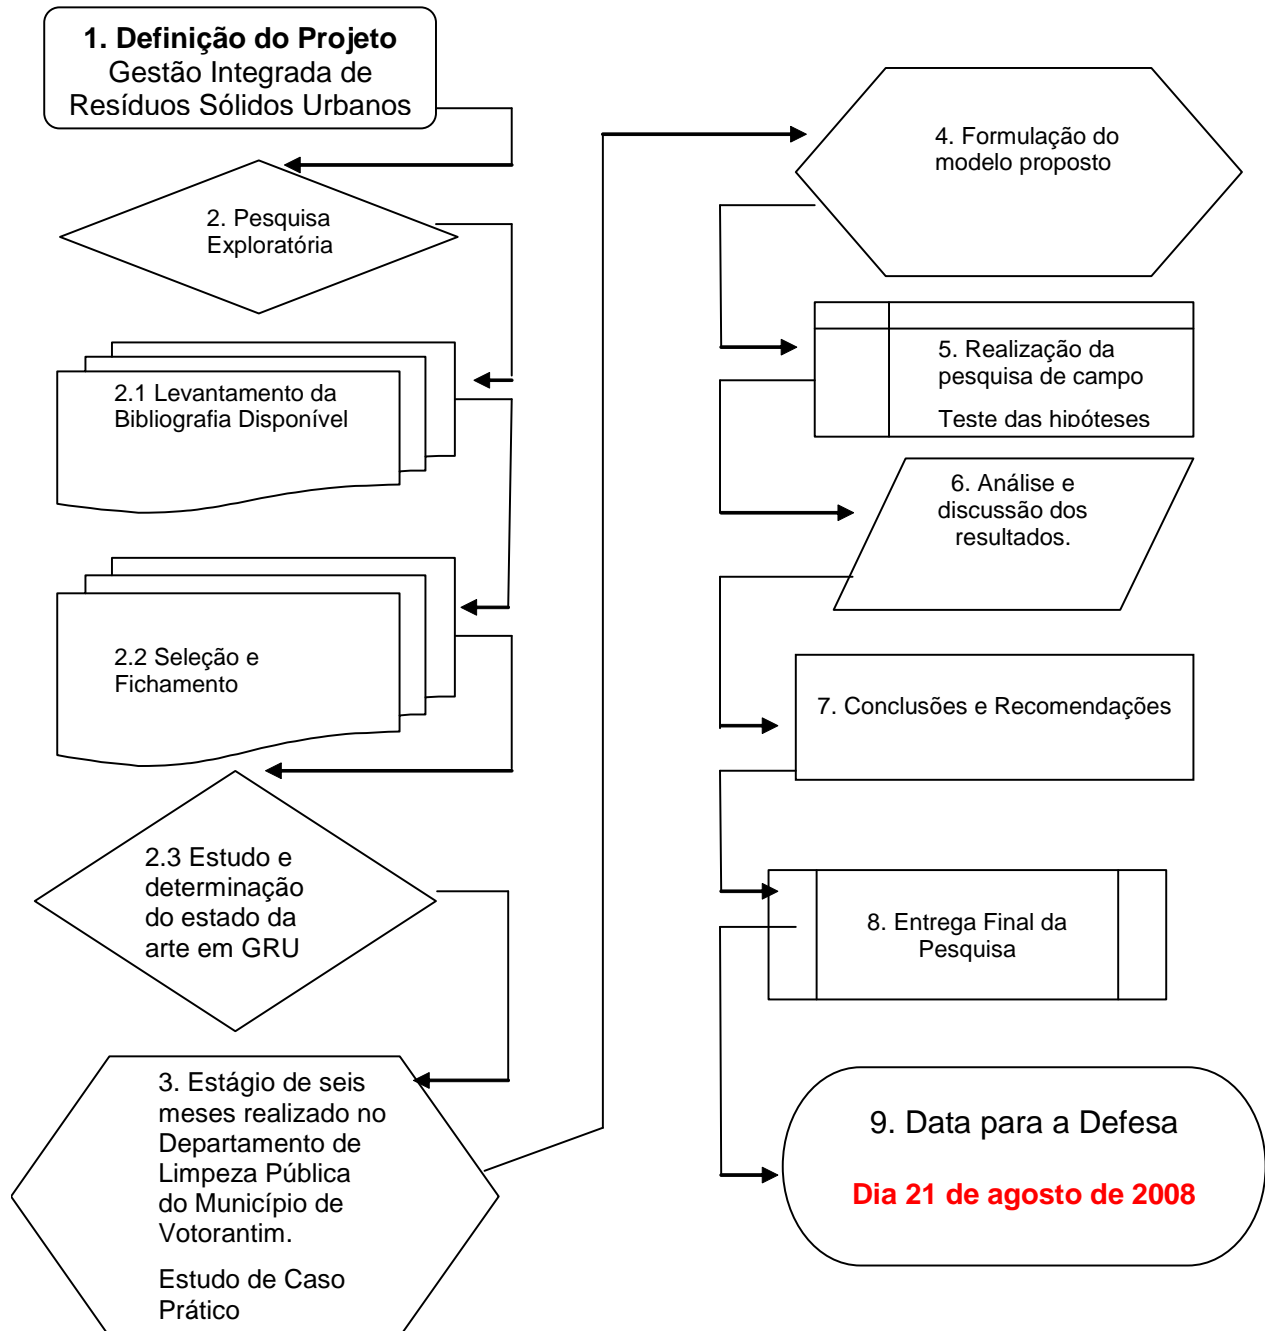 1. Definição do Projeto
Gestão Integrada de
Resíduos Sólidos Urbanos
2. Pesquisa
Exploratória
2.1 Levantamento da
Bibliografia Disponível
2.2 Seleção e
Fichamento
2.3 Estudo e
determinação
do estado da
arte em GRU
3. Estágio de seis
meses realizado no
Departamento de
Limpeza Pública
do Município de
Votorantim.
Estudo de Caso
Prático
4. Formulação do
modelo proposto
5. Realização da
pesquisa de campo
Teste das hipóteses
6. Análise e
discussão dos
resultados.
7. Conclusões e Recomendações
8. Entrega Final da
Pesquisa
9. Data para a Defesa
Dia 21 de agosto de 2008